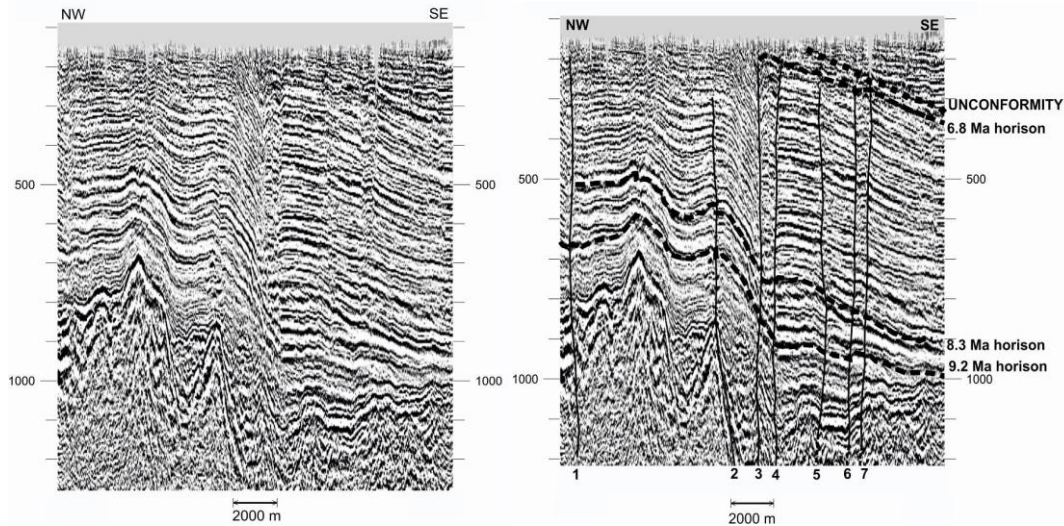 NW SE
500 500
1000 1000
2000 m
NW SE
UNCONFORMITY
6.8 Ma horison
500 500
8.3 Ma horison
9.2 Ma horison
1000 1000
1 2 3 4 5 6 7
2000 m